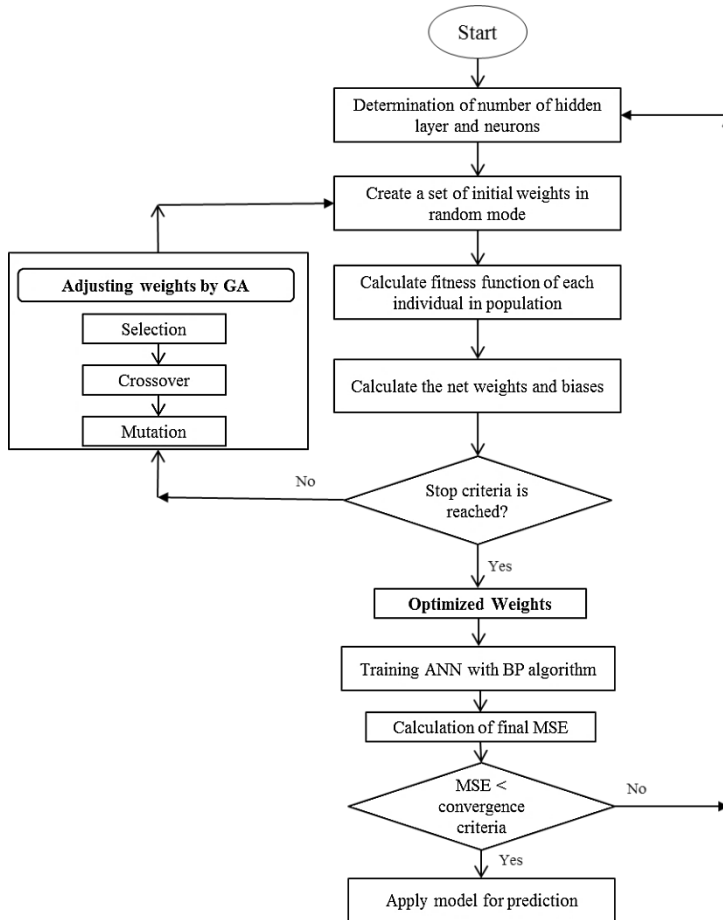 Start
Determination of number of hidden
layer and neurons
Create a set of initial weights in
random mode
Calculate fitness function of each
individual in population
Calculate the net weights and biases
Stop criteria is
reached?
No
Adjusting weights by GA
Selection
Crossover
Mutation
Yes
Optimized Weights
Training ANN with BP algorithm
Calculation of final MSE
MSE <
convergence
criteria
No
Yes
Apply model for prediction